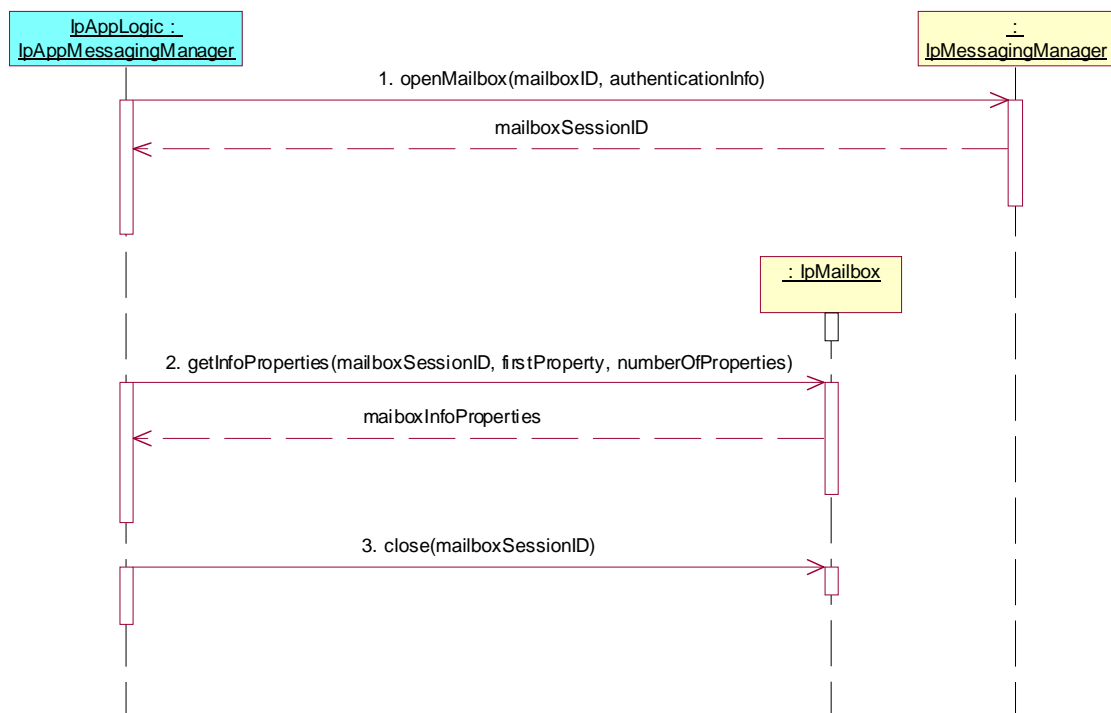 IpAppLogic :
IpAppMessagingManager
:
IpMessagingManager
1. openMailbox(mailboxID, authenticationInfo)
mailboxSessionID
: IpMailbox
2. getInfoProperties(mailboxSessionID, firstProperty, numberOfProperties)
maiboxInfoProperties
3. close(mailboxSessionID)